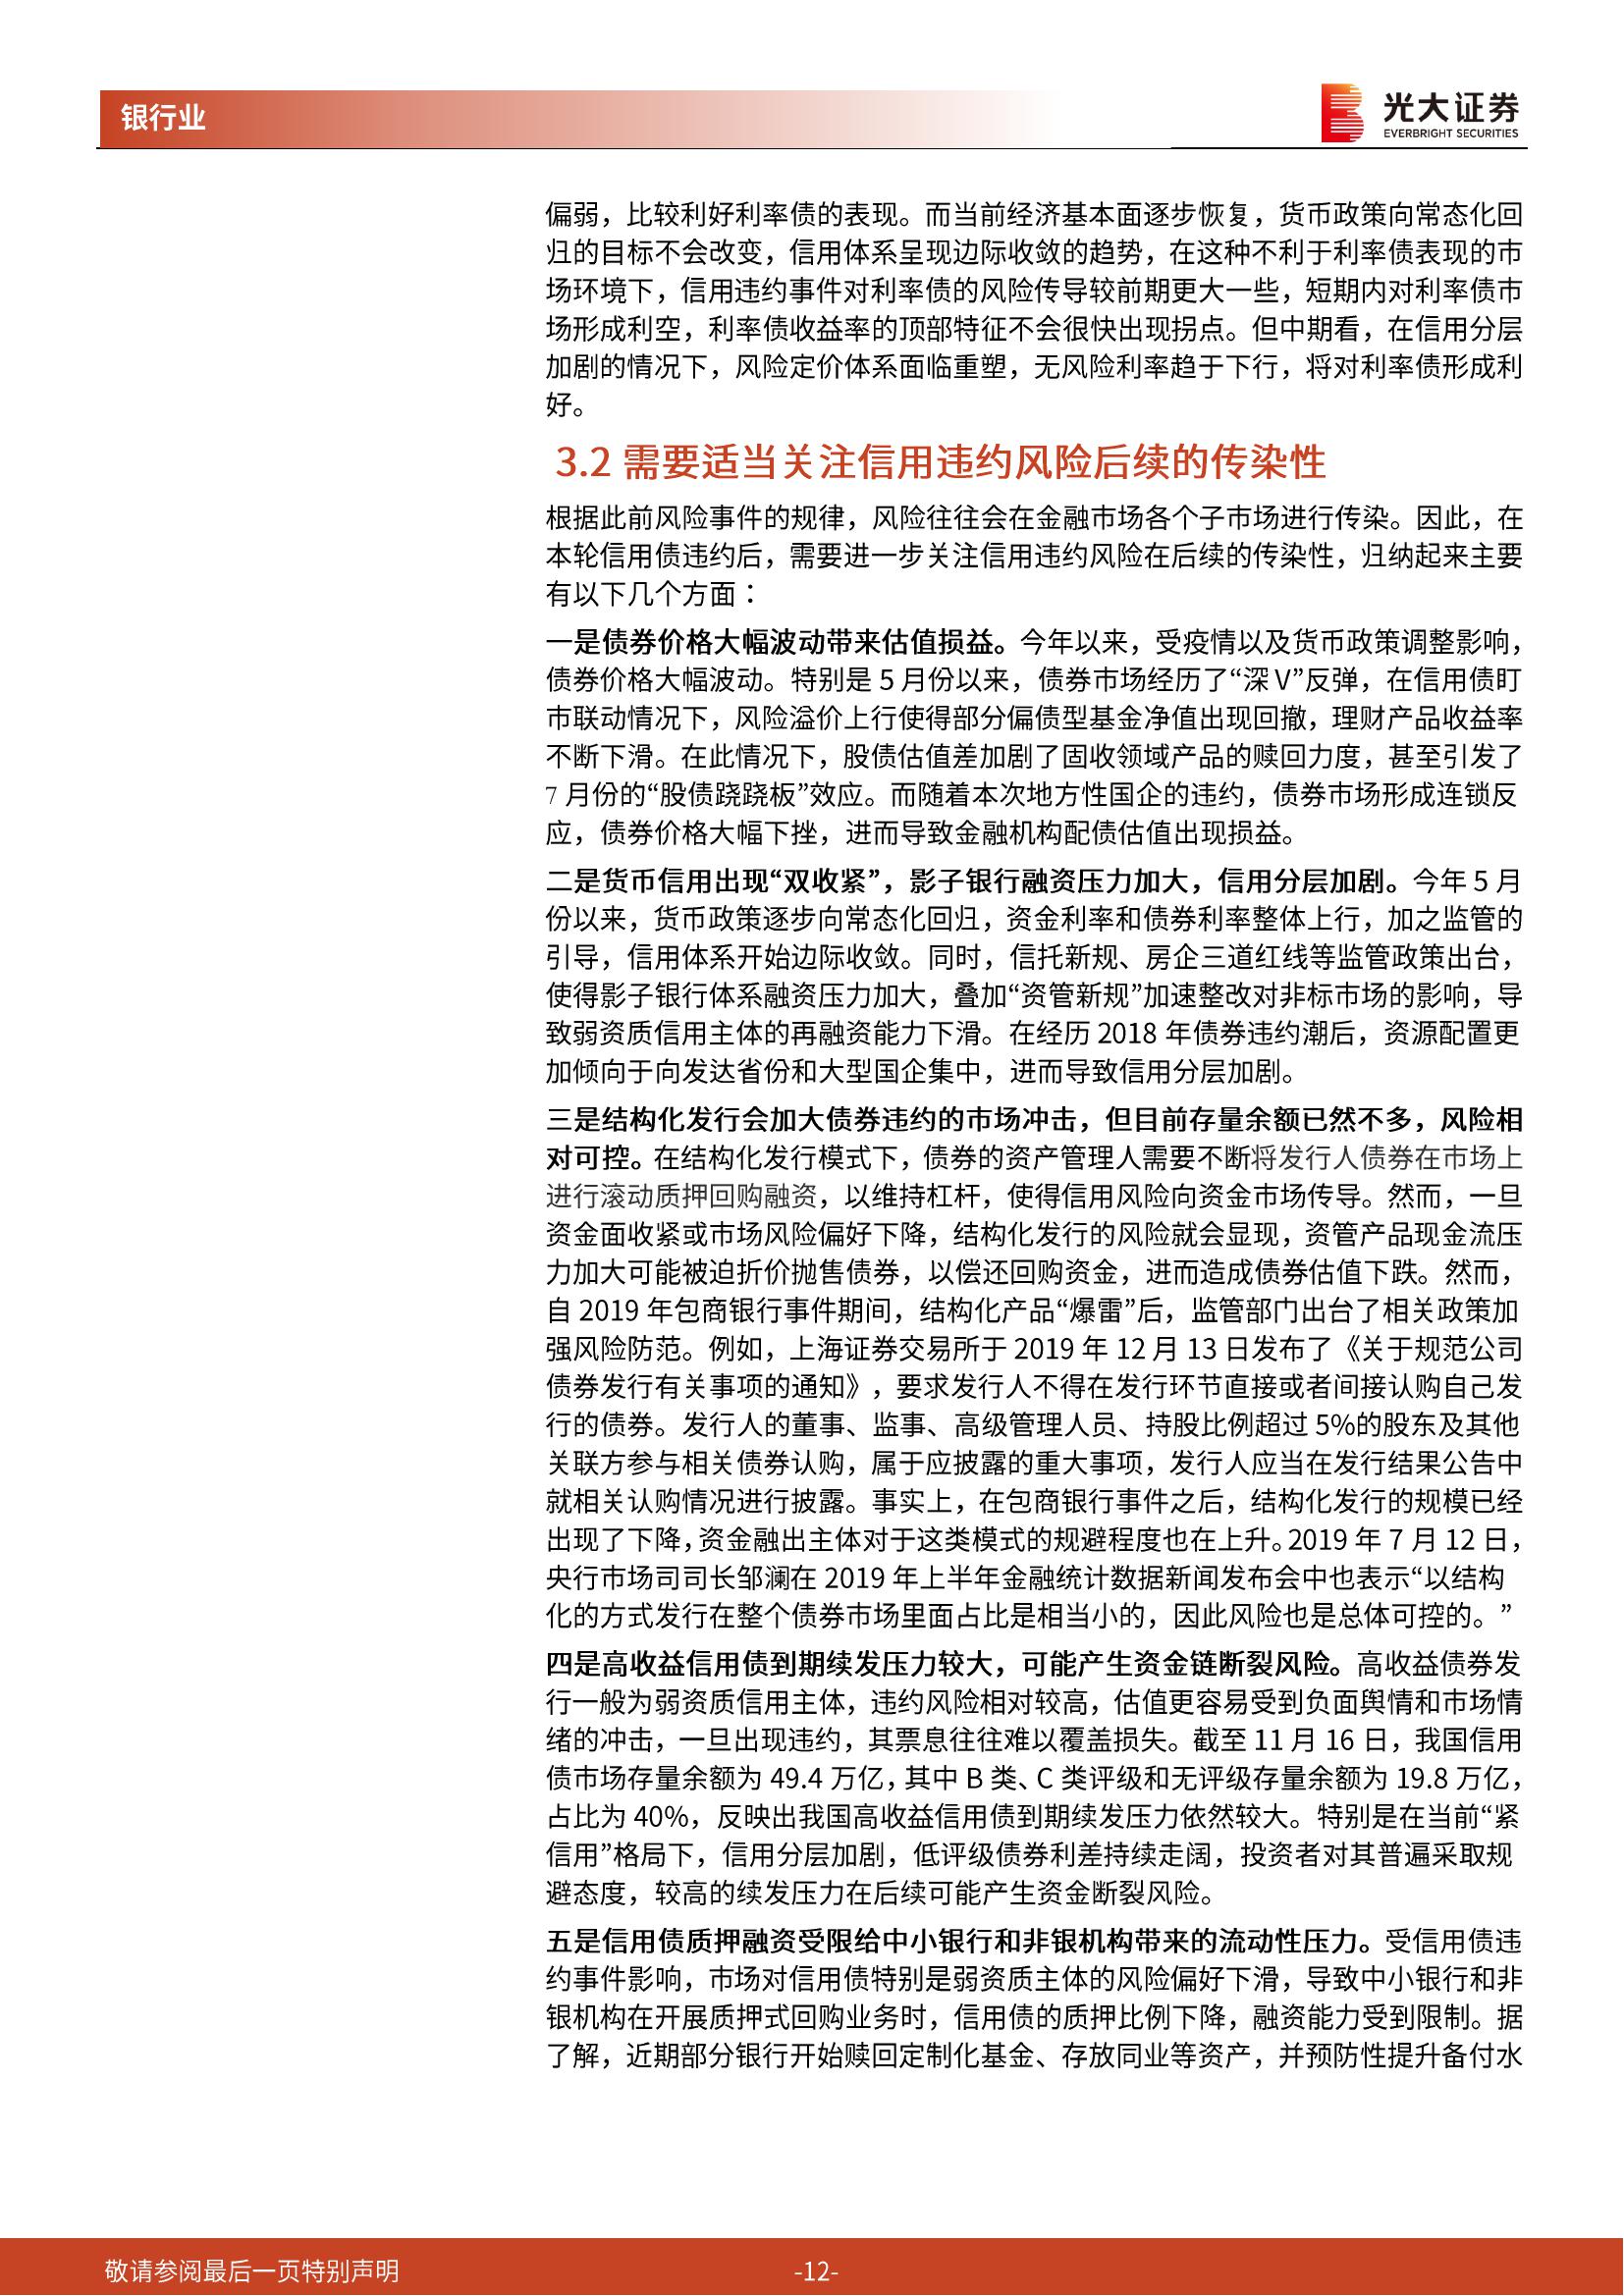 银行业
光大证券
EVERBRIGHT SECURITIES
偏弱，比较利好利率债的表现。而当前经济基本面逐步恢复，货币政策向常态化回
归的目标不会改变，信用体系呈现边际收敛的趋势，在这种不利于利率债表现的市
场环境下，信用违约事件对利率债的风险传导较前期更大一些，短期内对利率债市
场形成利空，利率债收益率的顶部特征不会很快出现拐点。但中期看，在信用分层
加剧的情况下，风险定价体系面临重塑，无风险利率趋于下行，将对利率债形成利
好。
3.2 需要适当关注信用违约风险后续的传染性
根据此前风险事件的规律，风险往往会在金融市场各个子市场进行传染。因此，在
本轮信用债违约后，需要进一步关注信用违约风险在后续的传染性，归纳起来主要
有以下几个方面：
一是债券价格大幅波动带来估值损益。今年以来，受疫情以及货币政策调整影响，
债券价格大幅波动。特别是 5 月份以来，债券市场经历了“深 V”反弹，在信用债盯
市联动情况下，风险溢价上行使得部分偏债型基金净值出现回撤，理财产品收益率
不断下滑。在此情况下，股债估值差加剧了固收领域产品的赎回力度，甚至引发了
7 月份的“股债跷跷板”效应。而随着本次地方性国企的违约，债券市场形成连锁反
应，债券价格大幅下挫，进而导致金融机构配债估值出现损益。
二是货币信用出现“双收紧”，影子银行融资压力加大，信用分层加剧。今年 5 月
份以来，货币政策逐步向常态化回归，资金利率和债券利率整体上行，加之监管的
引导，信用体系开始边际收敛。同时，信托新规、房企三道红线等监管政策出台，
使得影子银行体系融资压力加大，叠加“资管新规”加速整改对非标市场的影响，导
致弱资质信用主体的再融资能力下滑。在经历 2018 年债券违约潮后，资源配置更
加倾向于向发达省份和大型国企集中，进而导致信用分层加剧。
三是结构化发行会加大债券违约的市场冲击，但目前存量余额已然不多，风险相
对可控。在结构化发行模式下，债券的资产管理人需要不断将发行人债券在市场上
进行滚动质押回购融资，以维持杠杆，使得信用风险向资金市场传导。然而，一旦
资金面收紧或市场风险偏好下降，结构化发行的风险就会显现，资管产品现金流压
力加大可能被迫折价抛售债券，以偿还回购资金，进而造成债券估值下跌。然而，
自 2019 年包商银行事件期间，结构化产品“爆雷”后，监管部门出台了相关政策加
强风险防范。例如，上海证券交易所于 2019 年 12 月 13 日发布了《关于规范公司
债券发行有关事项的通知》，要求发行人不得在发行环节直接或者间接认购自己发
行的债券。发行人的董事、监事、高级管理人员、持股比例超过 5%的股东及其他
关联方参与相关债券认购，属于应披露的重大事项，发行人应当在发行结果公告中
就相关认购情况进行披露。事实上，在包商银行事件之后，结构化发行的规模已经
出现了下降，资金融出主体对于这类模式的规避程度也在上升。2019 年 7 月 12 日，
央行市场司司长邹澜在 2019 年上半年金融统计数据新闻发布会中也表示“以结构
化的方式发行在整个债券市场里面占比是相当小的，因此风险也是总体可控的。”
四是高收益信用债到期续发压力较大，可能产生资金链断裂风险。高收益债券发
行一般为弱资质信用主体，违约风险相对较高，估值更容易受到负面舆情和市场情
绪的冲击，一旦出现违约，其票息往往难以覆盖损失。截至 11 月 16 日，我国信用
债市场存量余额为 49.4 万亿，其中 B 类、C 类评级和无评级存量余额为 19.8 万亿，
占比为 40%，反映出我国高收益信用债到期续发压力依然较大。特别是在当前“紧
信用”格局下，信用分层加剧，低评级债券利差持续走阔，投资者对其普遍采取规
避态度，较高的续发压力在后续可能产生资金断裂风险。
五是信用债质押融资受限给中小银行和非银机构带来的流动性压力。受信用债违
约事件影响，市场对信用债特别是弱资质主体的风险偏好下滑，导致中小银行和非
银机构在开展质押式回购业务时，信用债的质押比例下降，融资能力受到限制。据
了解，近期部分银行开始赎回定制化基金、存放同业等资产，并预防性提升备付水
敬请参阅最后一页特别声明
-12-